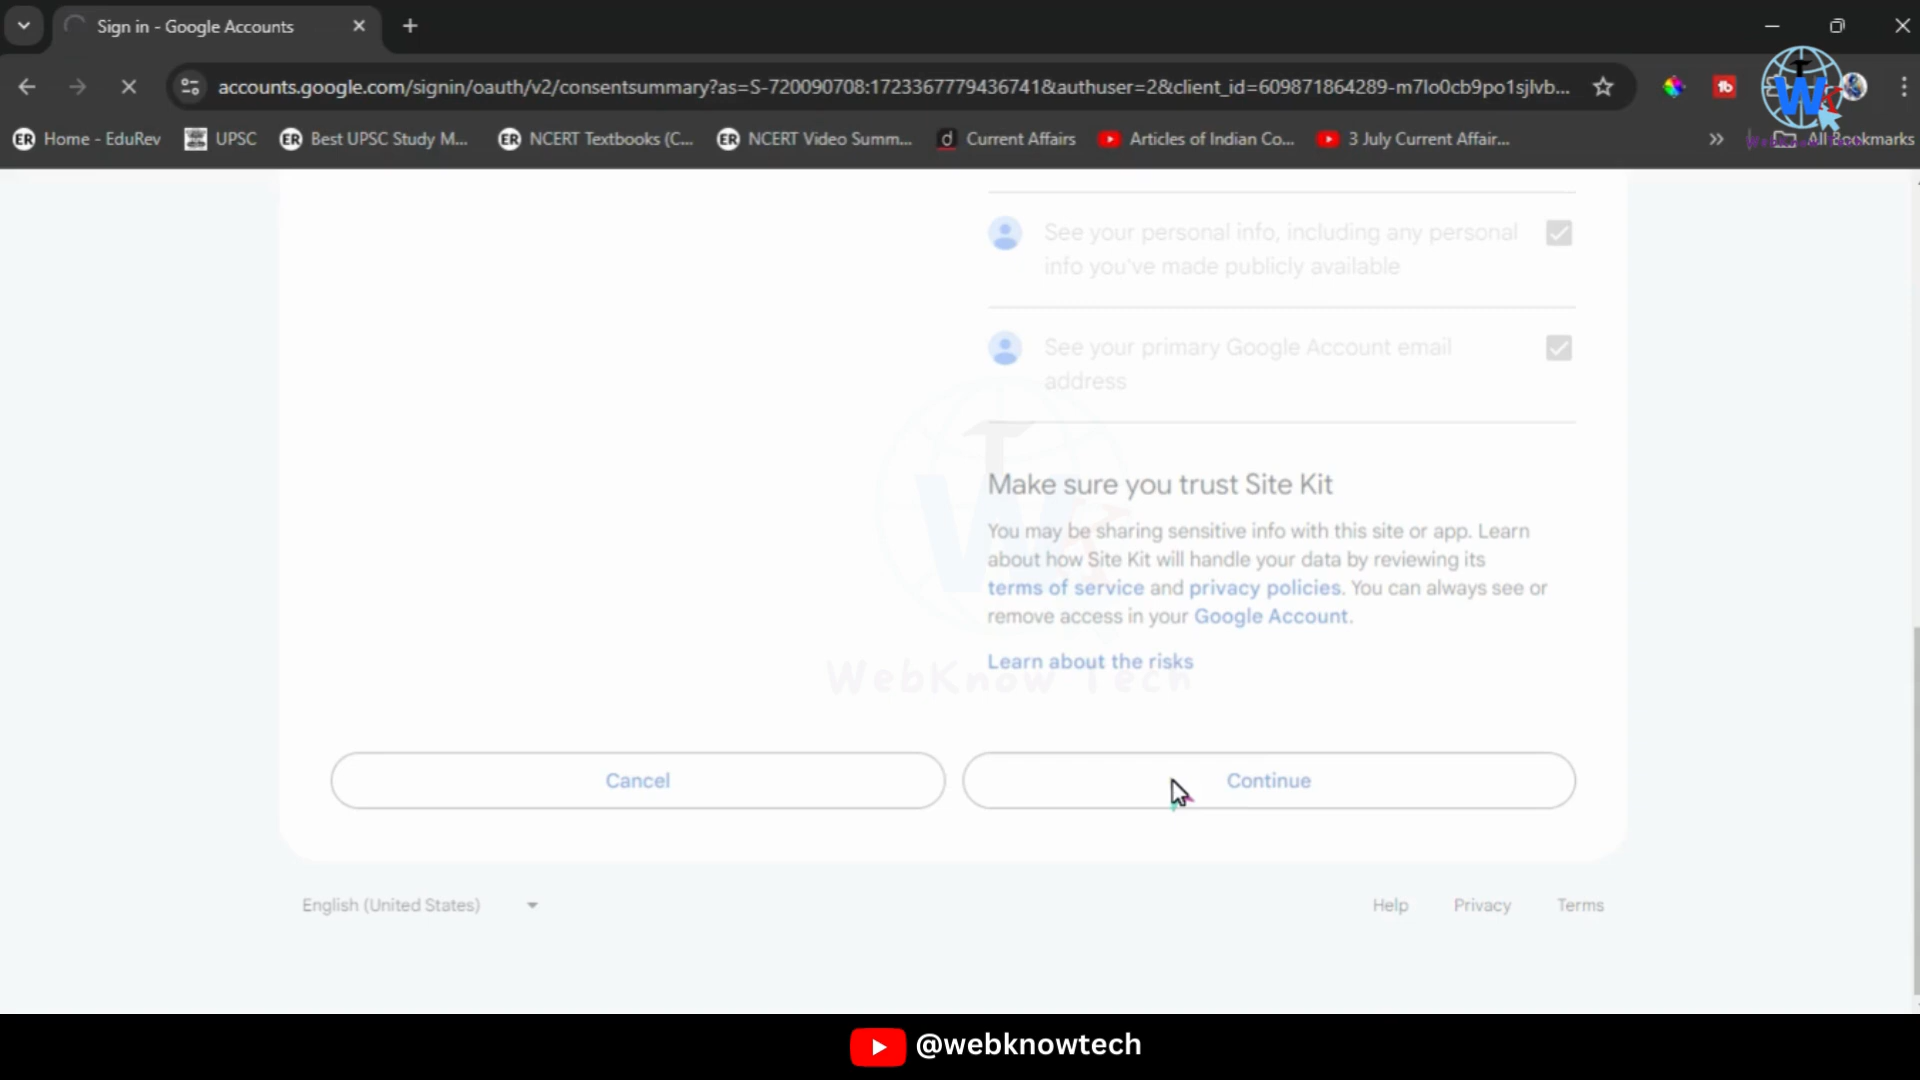 Sign in - Google Accounts
accounts.google.com/signin/oauth/v2/consentsummary?as=S-720090708:1723367779436741&authuser=2&client_id=609871864289-m7lo0cb9po1sjlvb...
ER Home - EduRev UPSC ER Best UPSC Study M... ER NCERT Textbooks (C... ER NCERT Video Summ... d Current Affairs Articles of Indian Co... 3 July Current Affair... » All Bookmarks
See your personal info, including any personal
info you've made publicly available
See your primary Google Account email
address
Make sure you trust Site Kit
You may be sharing sensitive info with this site or app. Learn
about how Site Kit will handle your data by reviewing its
terms of service and privacy policies. You can always see or
remove access in your Google Account.
Learn about the risks
WebKnow Tech
Cancel
Continue
English (United States)
Help Privacy Terms
@webknowtech